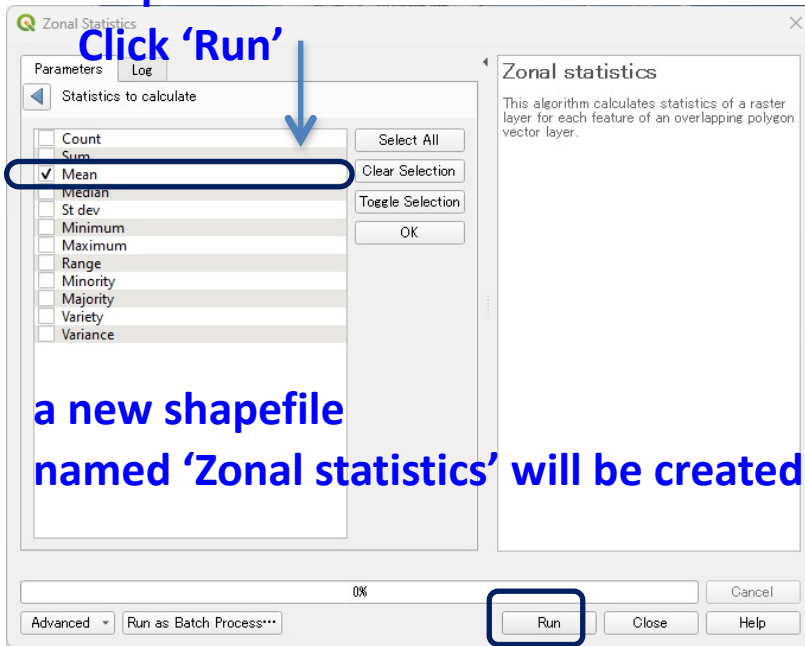 Zonal Statistics
Click ‘Run’
Parameters
Log
Statistics to calculate
Count
Sum
Mean
Median
St dev
Minimum
Maximum
Range
Minority
Majority
Variety
Variance
Select All
Clear Selection
Toggle Selection
OK
Zonal statistics
This algorithm calculates statistics of a raster
layer for each feature of an overlapping polygon
vector layer.
a new shapefile
named ‘Zonal statistics’ will be created
0%
Cancel
Advanced
Run as Batch Process…
Run
Close
Help